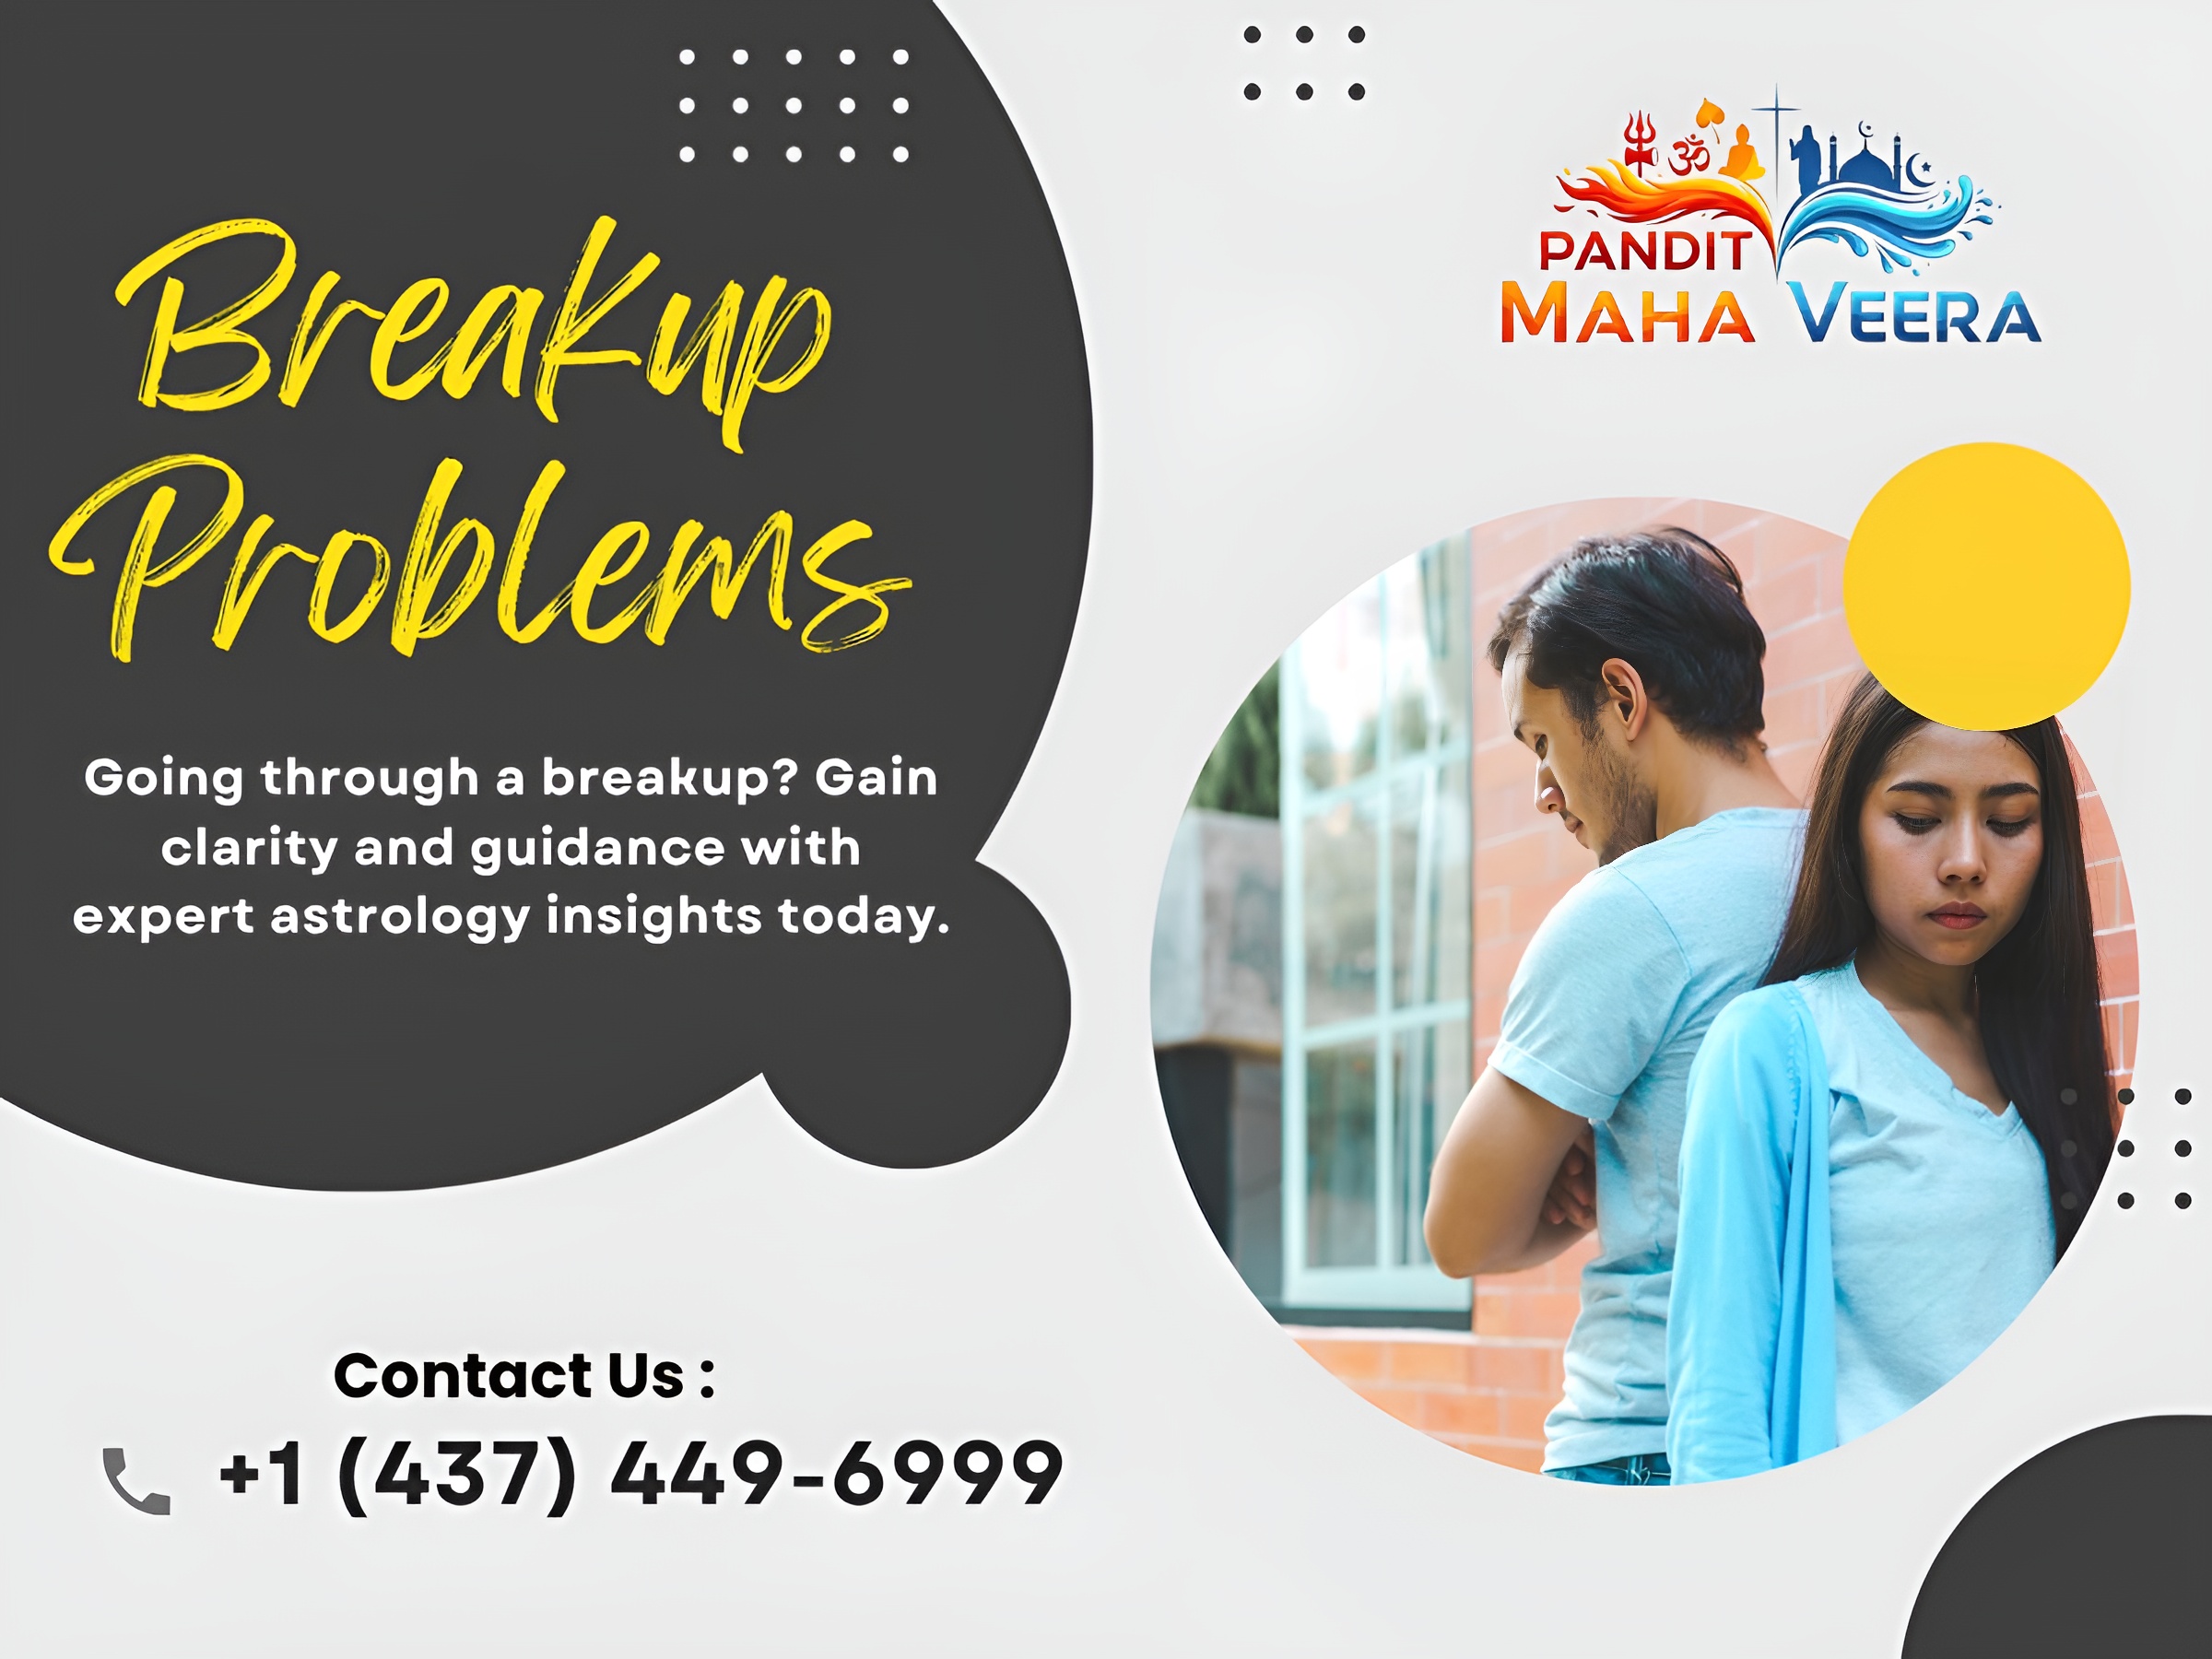 Breakup
Problems
Going through a breakup? Gain
clarity and guidance with
expert astrology insights today.
Contact Us :
+1 (437) 449-6999
ॐ
PANDIT
MAHA VEERA